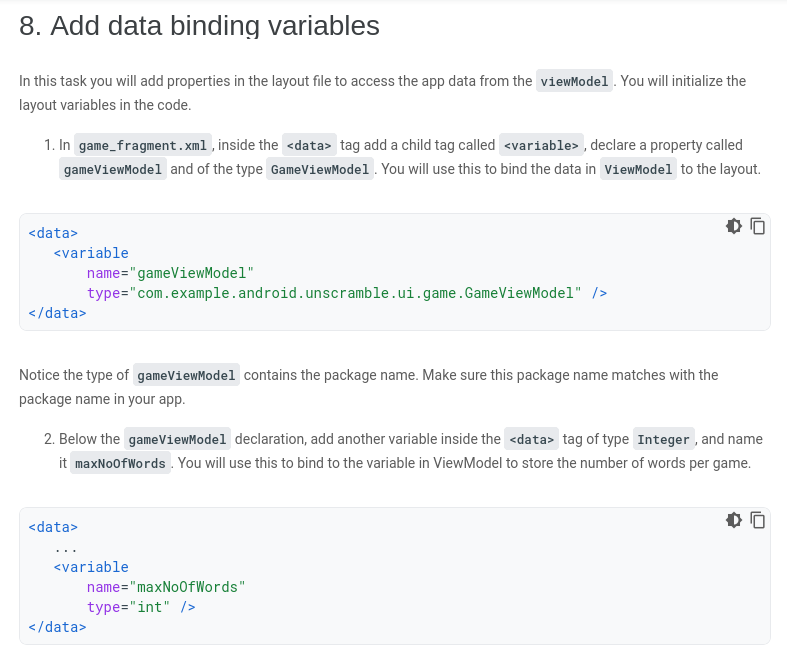 8. Add data binding variables
In this task you will add properties in the layout file to access the app data from the viewModel. You will initialize the
layout variables in the code.
1. In game_fragment.xml, inside the <data> tag add a child tag called <variable>, declare a property called
gameViewModel and of the type GameViewModel. You will use this to bind the data in ViewModel to the layout.
<data>
   <variable
       name="gameViewModel"
       type="com.example.android.unscramble.ui.game.GameViewModel" />
</data>
Notice the type of gameViewModel contains the package name. Make sure this package name matches with the
package name in your app.
2. Below the gameViewModel declaration, add another variable inside the <data> tag of type Integer, and name
it maxNoOfWords. You will use this to bind to the variable in ViewModel to store the number of words per game.
<data>
   ...
   <variable
       name="maxNoOfWords"
       type="int" />
</data>